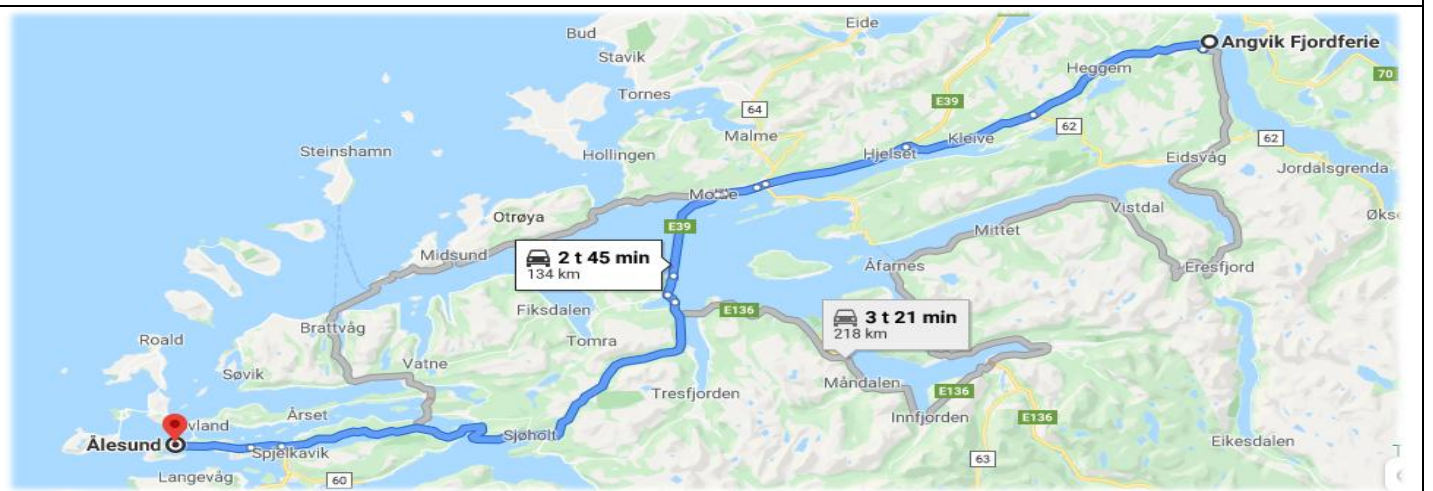 Eide
Bud
Angvik Fjordferie
Stavik
Heggem
70
Tornes
E39
64
Malme
62
Kleive
62
Steinshamn
Hollingen
Hjelset
Eidsvåg
Jordalsgrenda
Molde
Otrøya
Vistdal
E39
Mittet
Midsund
2 t 45 min
134 km
Åfarnes
Eresfjord
Fiksdalen
E136
3 t 21 min
218 km
Brattvåg
Roald
Tomra
Vatne
Søvik
Måndalen
Tresfjorden
E136
Årset
Innfjorden
E136
Ålesund
Sjøholt
Eikesdalen
Spjelkavik
63
Langevåg
60